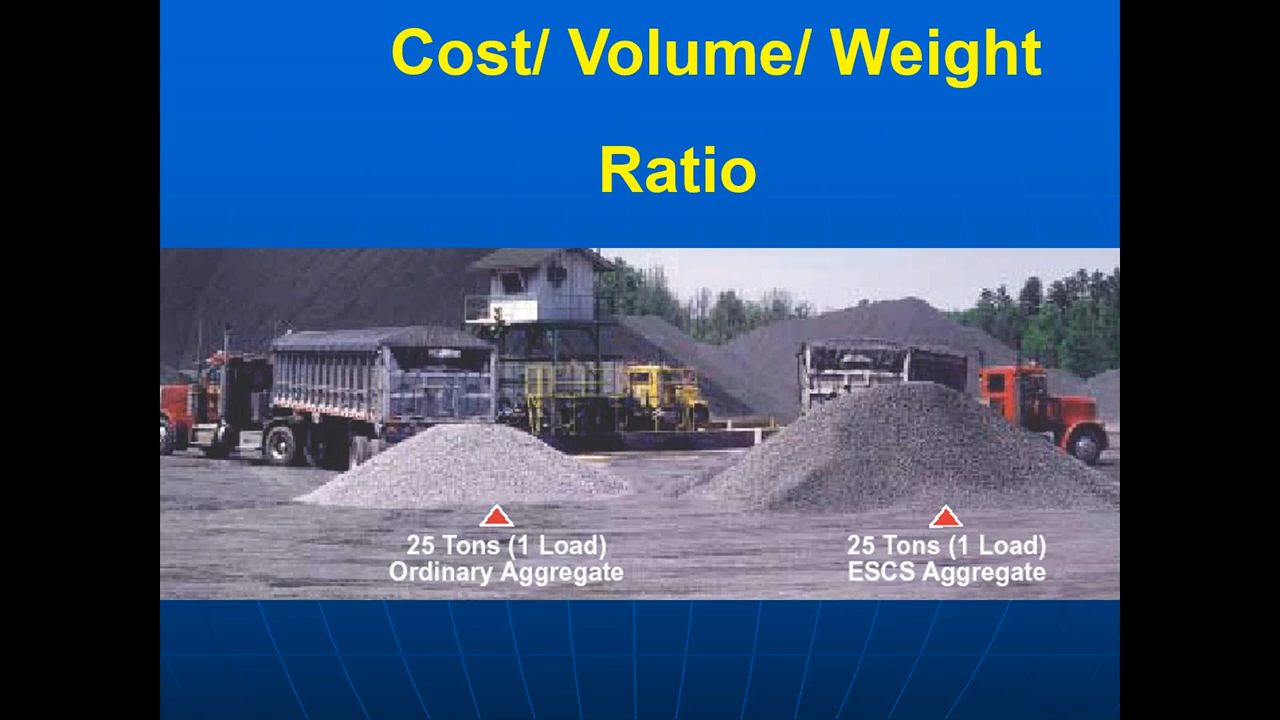 Cost/ Volume/ Weight
Ratio
25 Tons (1 Load)
Ordinary Aggregate
25 Tons (1 Load)
ESCS Aggregate